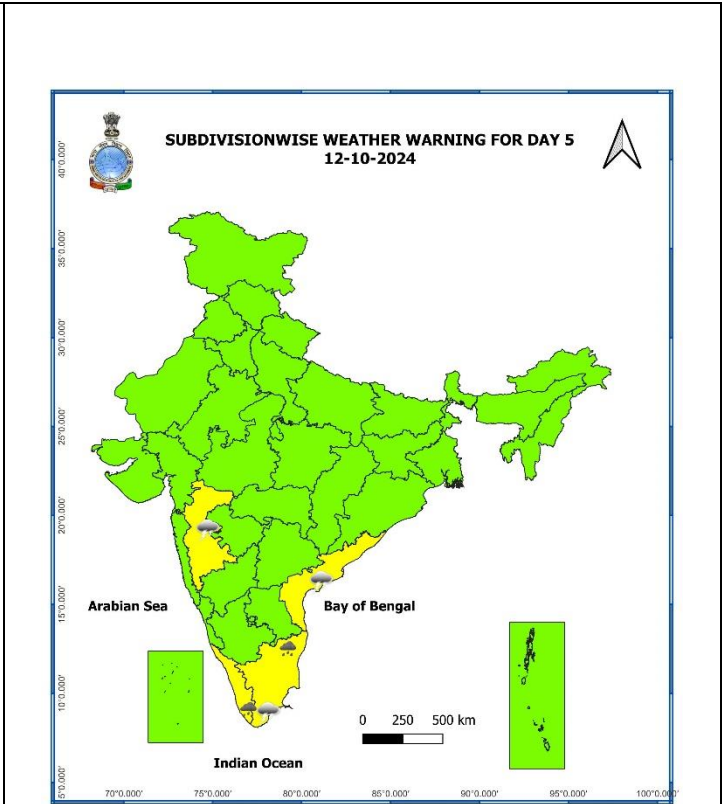 SUBDIVISIONWISE WEATHER WARNING FOR DAY 5
12-10-2024
40°0.000'
35°0.000'
30°0.000'
25°0.000'
20°0.000'
15°0.000'
10°0.000'
5°0.000'
Arabian Sea
Bay of Bengal
0 250 500 km
Indian Ocean
70°0.000' 75°0.000' 80°0.000' 85°0.000' 90°0.000' 95°0.000' 100°0.000'